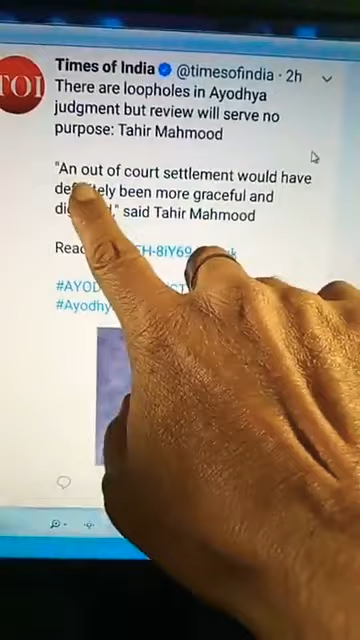 TOI
Times of India @timesofindia · 2h
There are loopholes in Ayodhya
judgment but review will serve no
purpose: Tahir Mahmood
"An out of court settlement would have
been more graceful and
said Tahir Mahmood